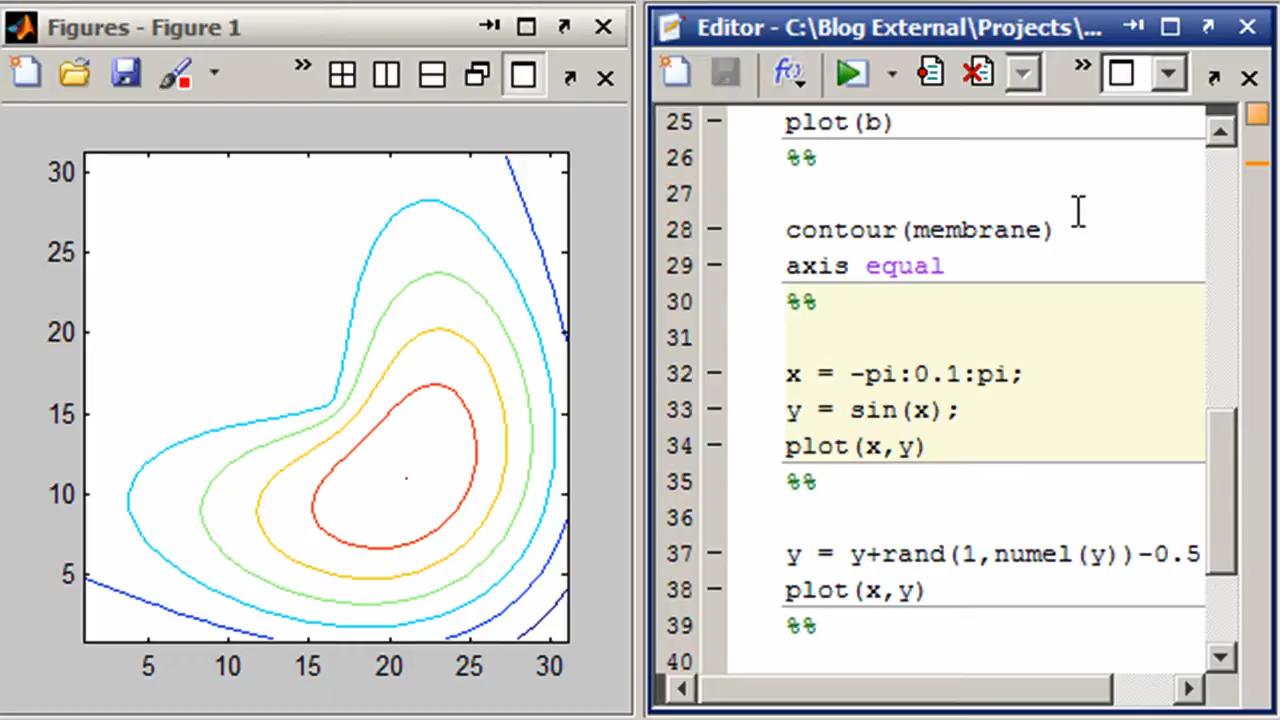 Figures - Figure 1
30
25
20
15
10
5
5 10 15 20 25 30
Editor - C:\Blog External\Projects\...
25 – plot(b)
26 %%
27
28 – contour(membrane)
29 – axis equal
30 %%
31
32 – x = -pi:0.1:pi;
33 – y = sin(x);
34 – plot(x,y)
35 %%
36
37 – y = y+rand(1,numel(y))-0.5
38 – plot(x,y)
39 %%
40